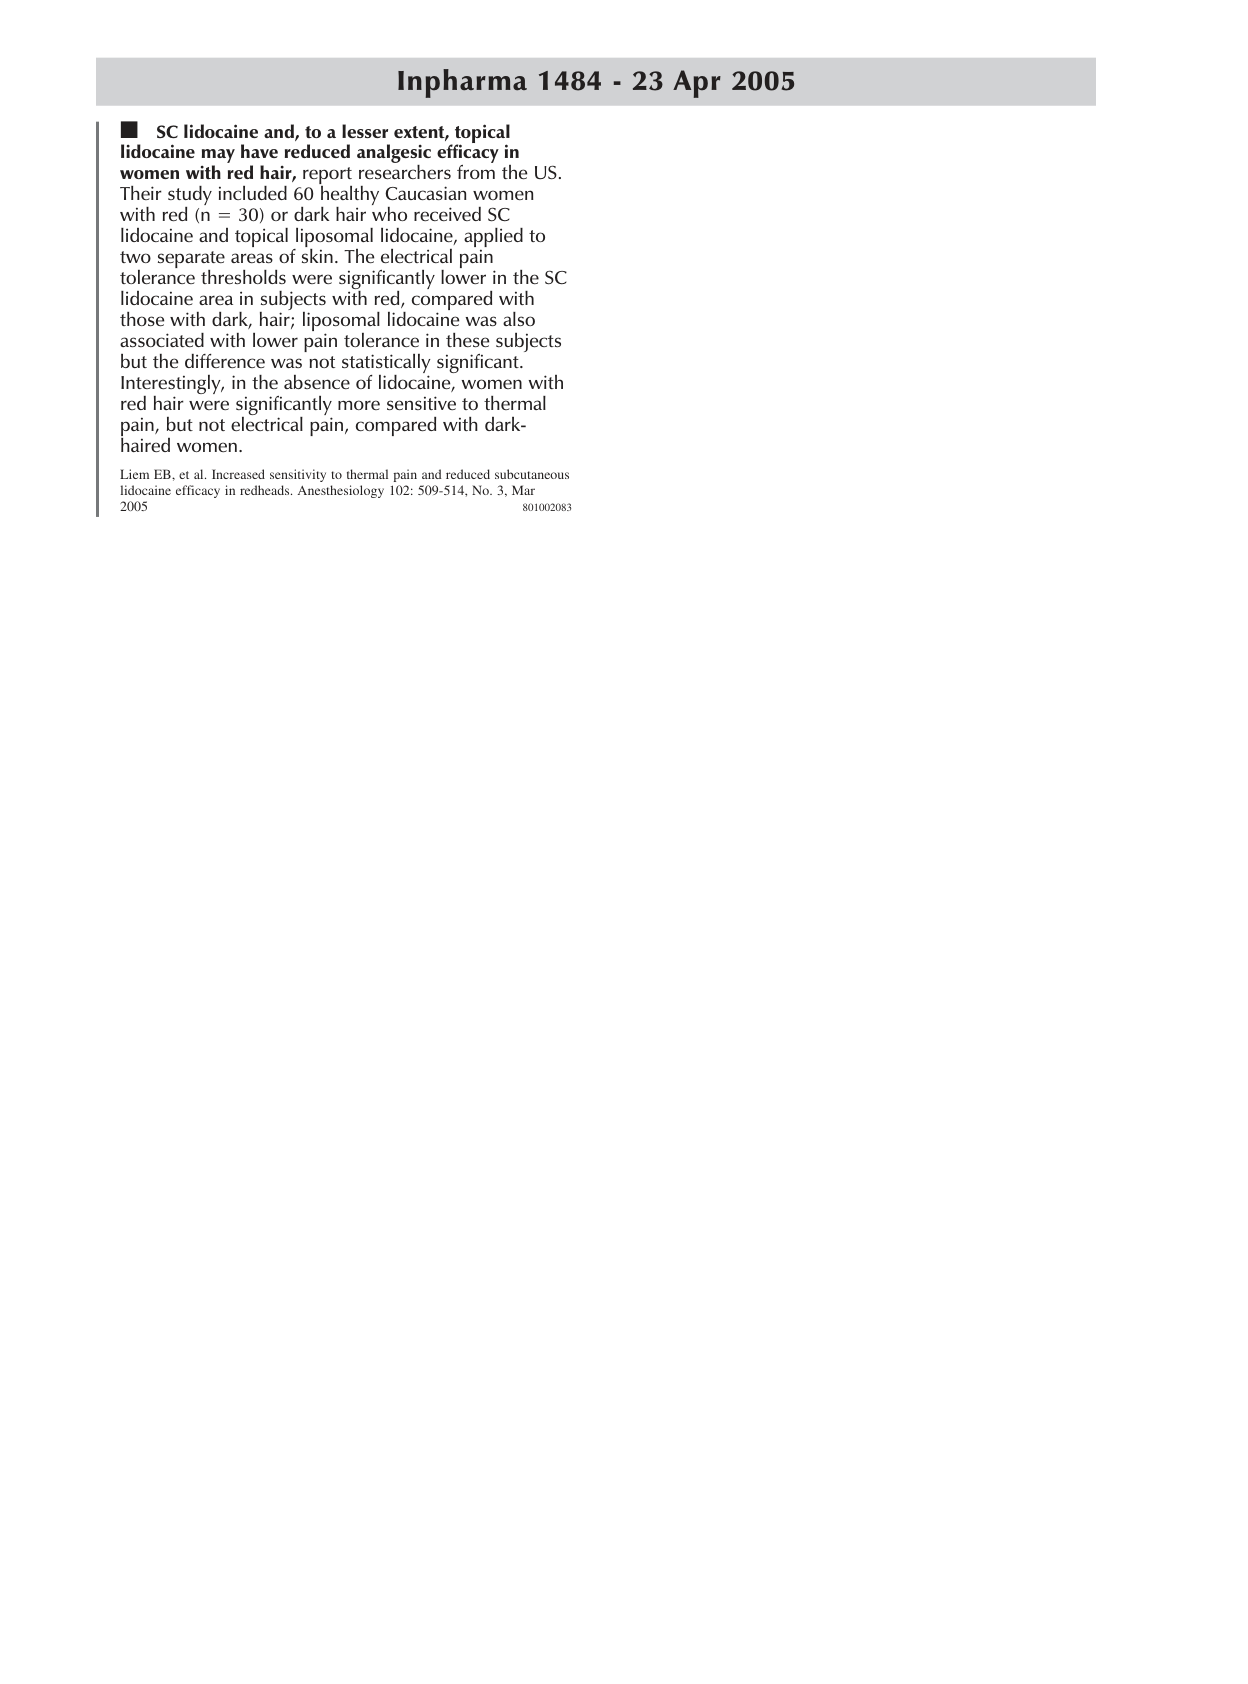 Inpharma 1484 - 23 Apr 2005
■ SC lidocaine and, to a lesser extent, topical
lidocaine may have reduced analgesic efficacy in
women with red hair, report researchers from the US.
Their study included 60 healthy Caucasian women
with red (n = 30) or dark hair who received SC
lidocaine and topical liposomal lidocaine, applied to
two separate areas of skin. The electrical pain
tolerance thresholds were significantly lower in the SC
lidocaine area in subjects with red, compared with
those with dark, hair; liposomal lidocaine was also
associated with lower pain tolerance in these subjects
but the difference was not statistically significant.
Interestingly, in the absence of lidocaine, women with
red hair were significantly more sensitive to thermal
pain, but not electrical pain, compared with dark-
haired women.
Liem EB, et al. Increased sensitivity to thermal pain and reduced subcutaneous
lidocaine efficacy in redheads. Anesthesiology 102: 509-514, No. 3, Mar
2005 801002083